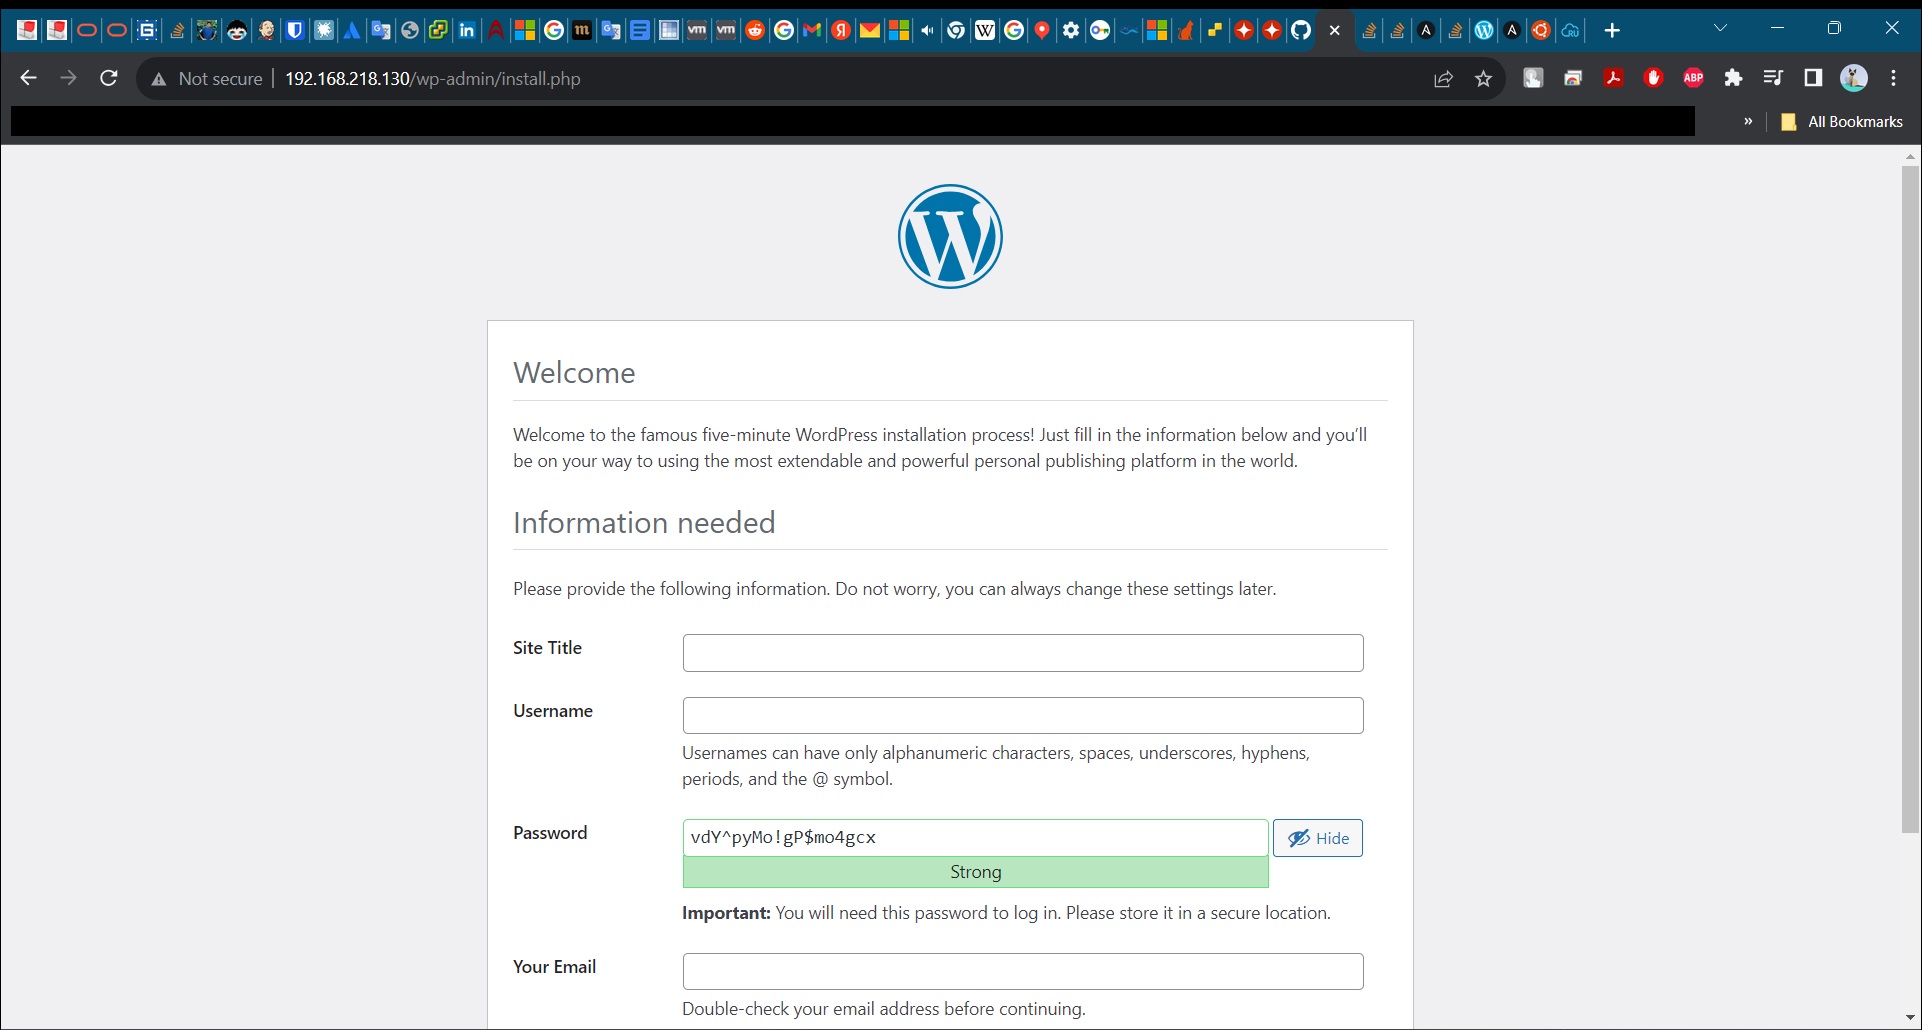 Not secure
192.168.218.130/wp-admin/install.php
ABP
»
All Bookmarks
Welcome
Welcome to the famous five-minute WordPress installation process! Just fill in the information below and you’ll
be on your way to using the most extendable and powerful personal publishing platform in the world.
Information needed
Please provide the following information. Do not worry, you can always change these settings later.
Site Title
Username
Usernames can have only alphanumeric characters, spaces, underscores, hyphens,
periods, and the @ symbol.
Password
vdY^pyMo!gP$mo4gcx
Hide
Strong
Important: You will need this password to log in. Please store it in a secure location.
Your Email
Double-check your email address before continuing.